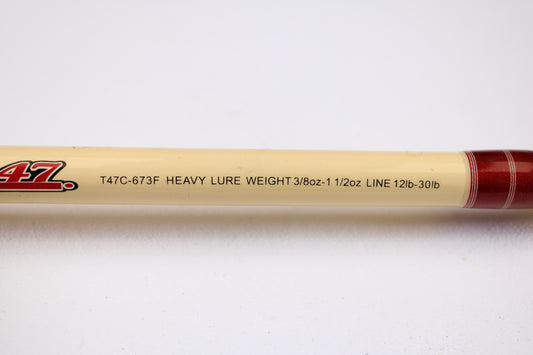 47.
T47C-673F HEAVY LURE WEIGHT 3/8oz-1 1/2oz LINE 12lb-30lb